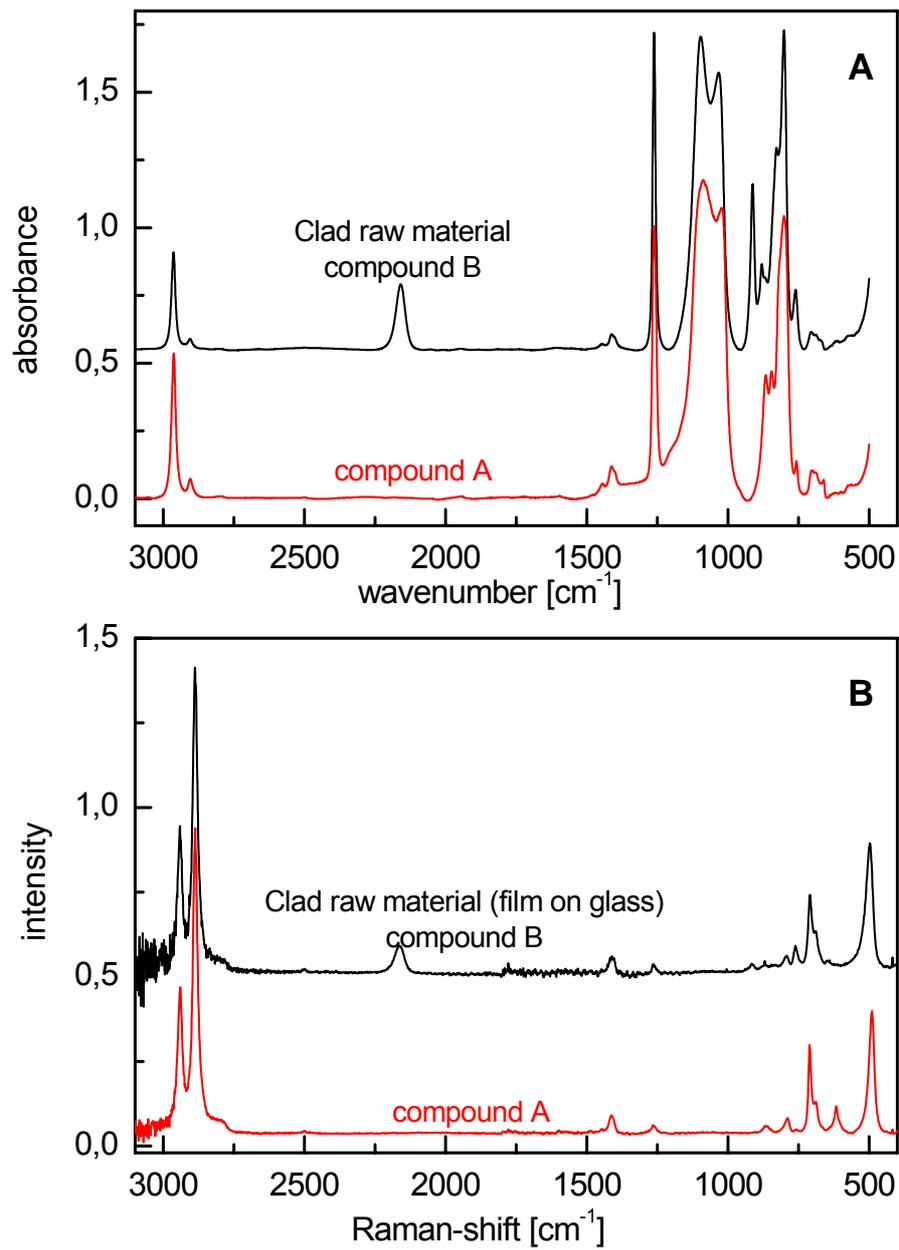 A
1,5
1,0
0,5
0,0
absorbance
Clad raw material
compound B
compound A
3000 2500 2000 1500 1000 500
wavenumber [cm-1]
B
1,5
1,0
0,5
0,0
intensity
Clad raw material (film on glass)
compound B
compound A
3000 2500 2000 1500 1000 500
Raman-shift [cm-1]